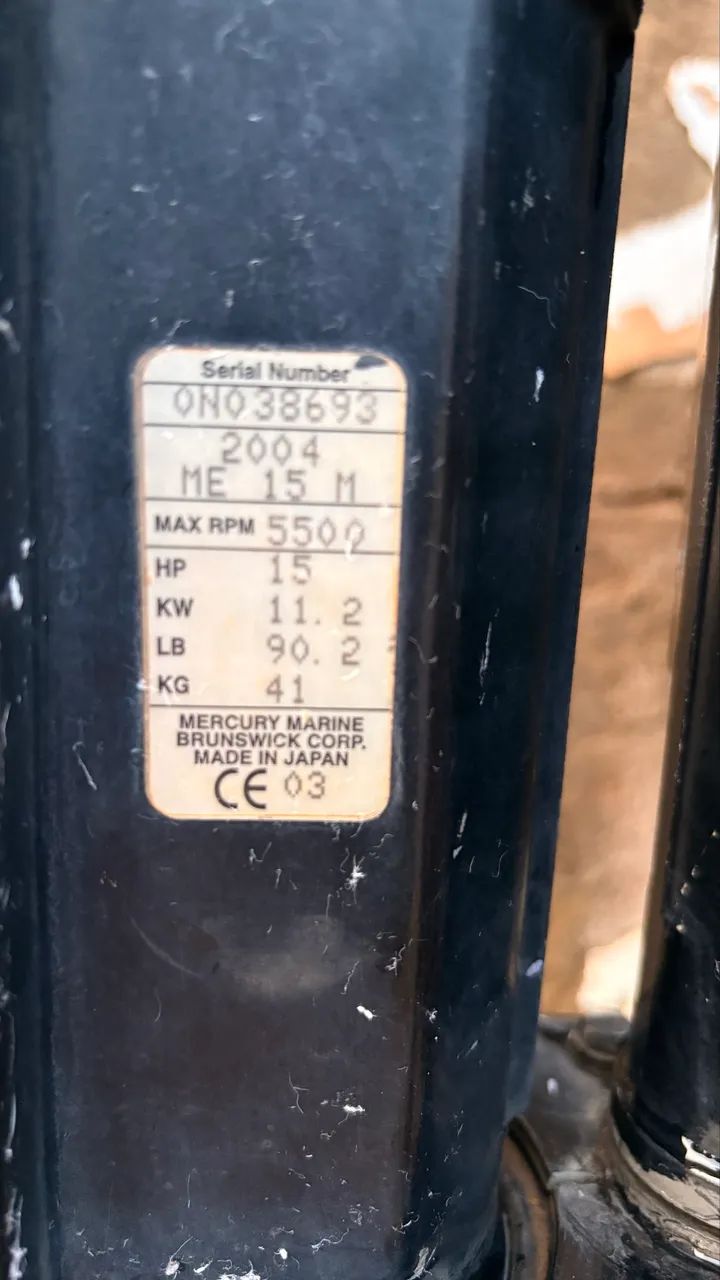 Serial Number
0N038693
2004
ME 15 M
MAX RPM 5500
HP 15
KW 11.2
LB 90.2
KG 41
MERCURY MARINE
BRUNSWICK CORP.
MADE IN JAPAN
CE 03